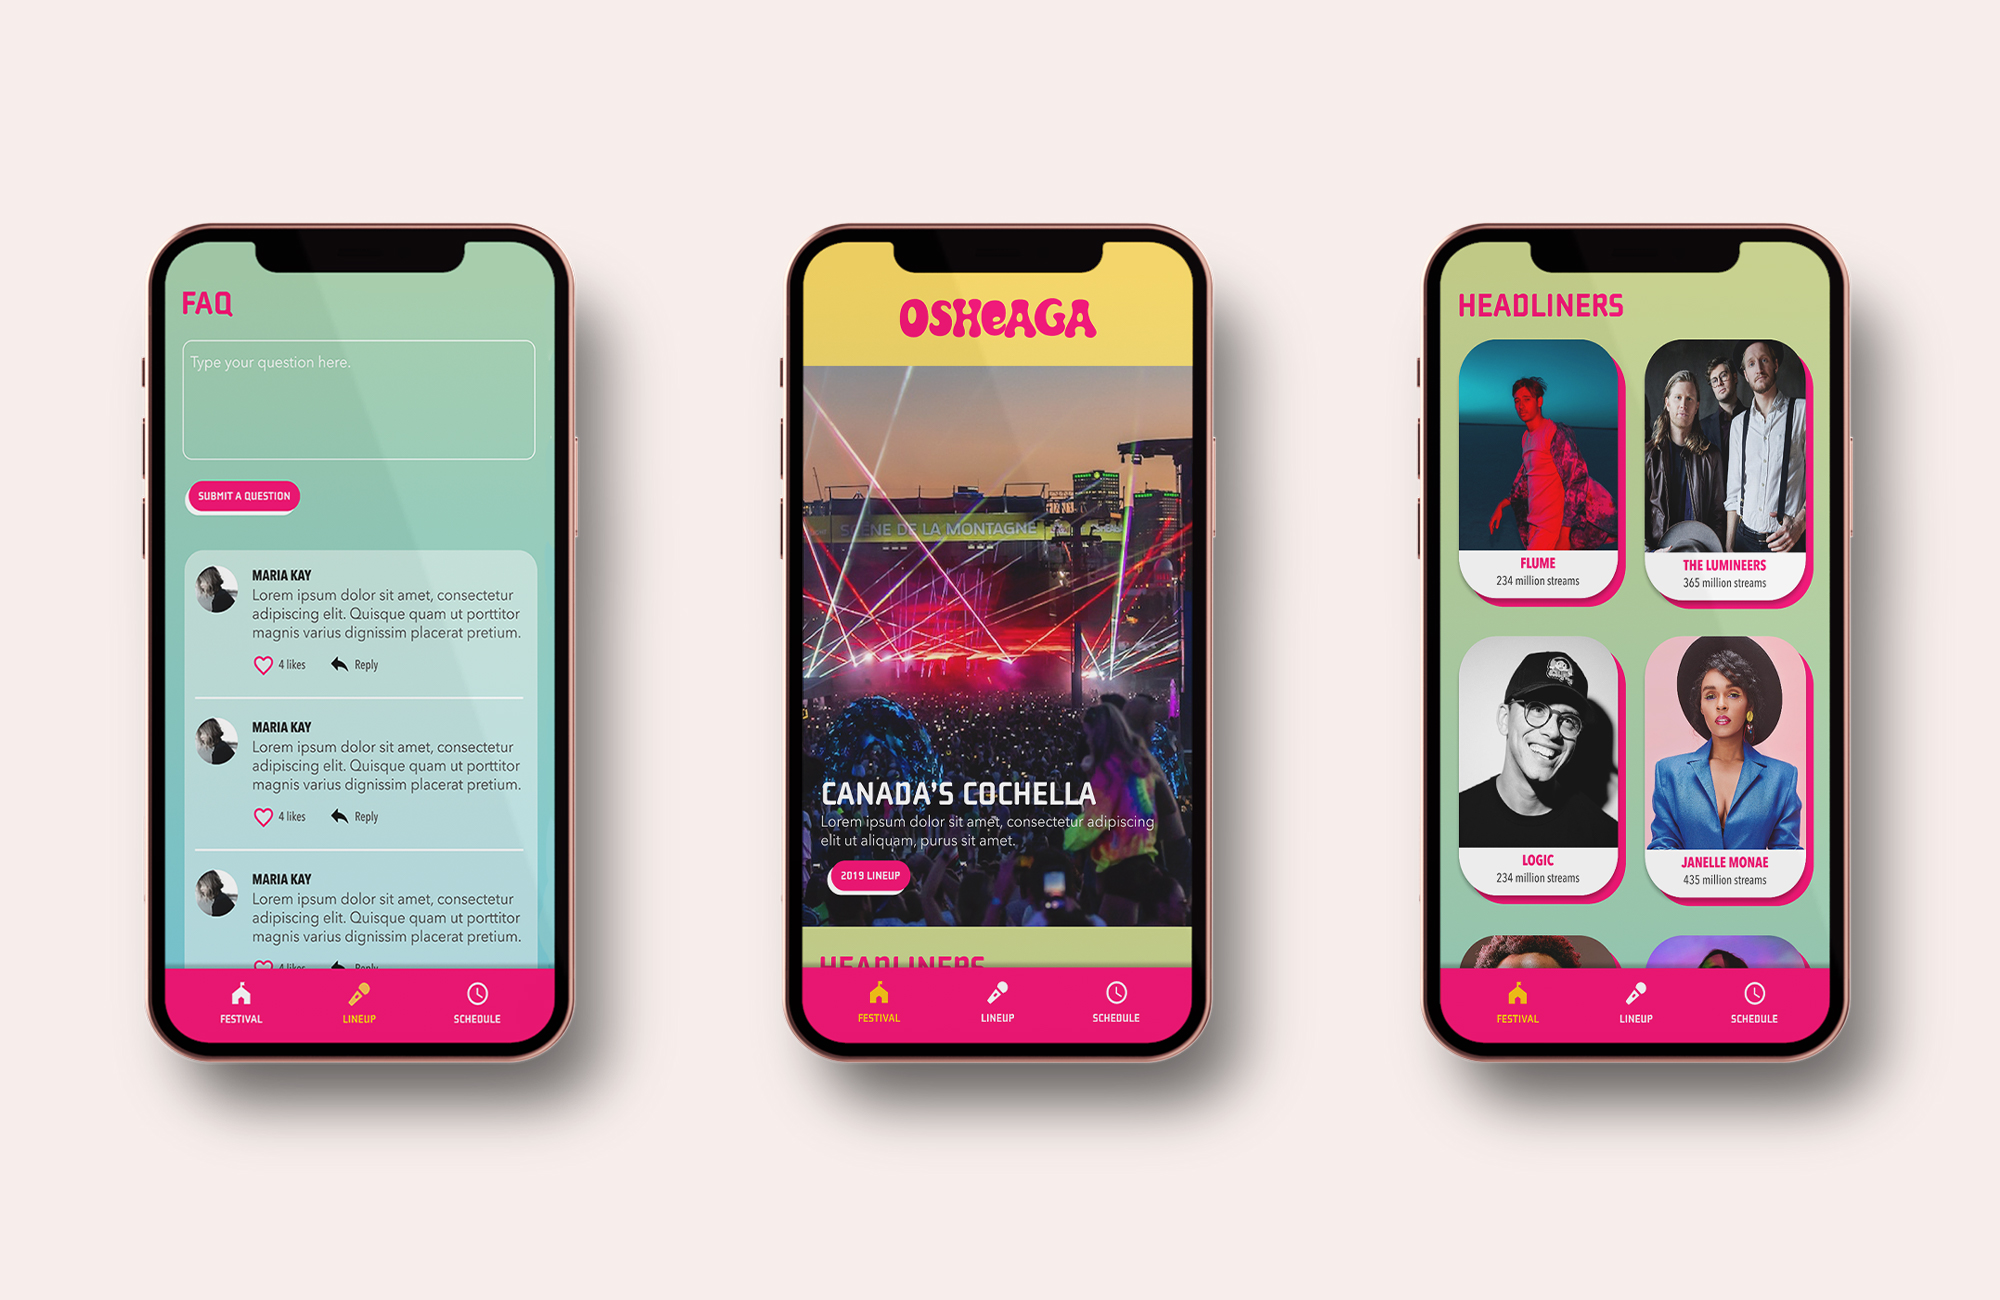 FAQ
Type your question here.
SUBMIT A QUESTION
MARIA KAY
Lorem ipsum dolor sit amet, consectetur
adipiscing elit. Quisque quam ut porttitor
magnis varius dignissim placerat pretium.
4 likes Reply
MARIA KAY
Lorem ipsum dolor sit amet, consectetur
adipiscing elit. Quisque quam ut porttitor
magnis varius dignissim placerat pretium.
4 likes Reply
MARIA KAY
Lorem ipsum dolor sit amet, consectetur
adipiscing elit. Quisque quam ut porttitor
magnis varius dignissim placerat pretium.
4 likes Reply
FESTIVAL LINEUP SCHEDULE
OSHEAGA
SCÈNE DE LA MONTAGNE
CANADA'S COCHELLA
Lorem ipsum dolor sit amet, consectetur adipiscing
elit ut aliquam, purus sit amet.
2019 LINEUP
HEADLINERS
FESTIVAL LINEUP SCHEDULE
HEADLINERS
FLUME
234 million streams
THE LUMINEERS
365 million streams
LOGIC
234 million streams
JANELLE MONAE
435 million streams
FESTIVAL LINEUP SCHEDULE